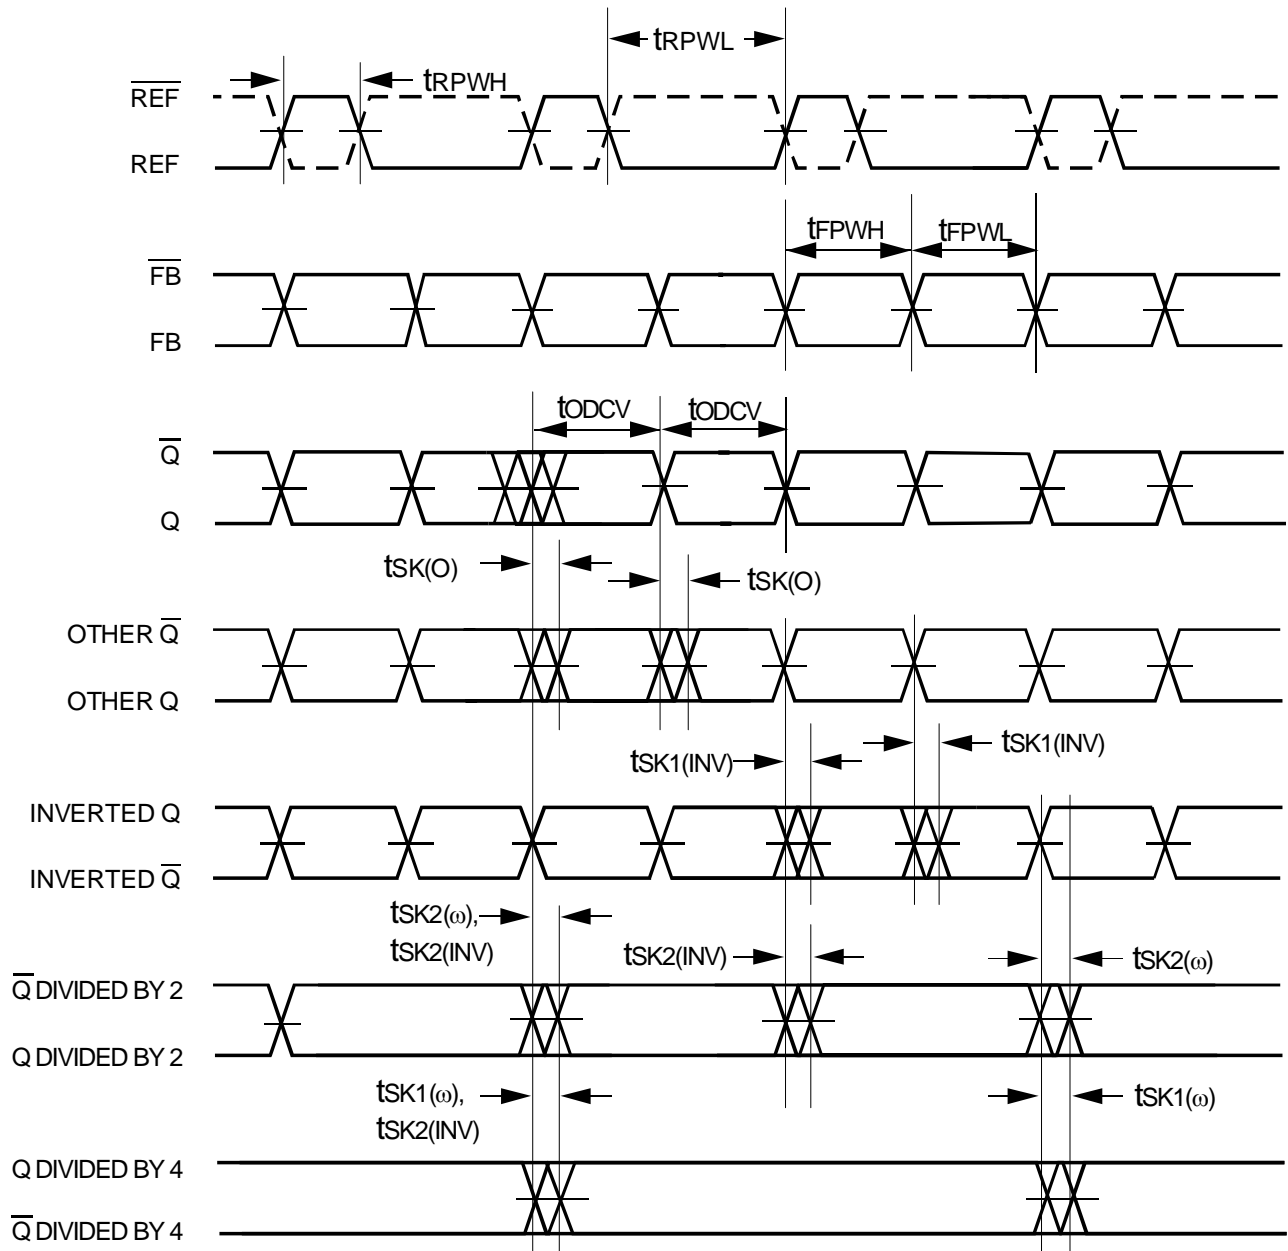 tRPWL
tRPWH
REF
REF
tFPWH
tFPWL
FB
FB
tODCV
tODCV
Q
Q
tSK(O)
tSK(O)
OTHER Q
OTHER Q
tSK1(INV)
tSK1(INV)
INVERTED Q
INVERTED Q
tSK2(ω),
tSK2(INV)
tSK2(INV)
tSK2(ω)
Q DIVIDED BY 2
Q DIVIDED BY 2
tSK1(ω),
tSK2(INV)
tSK1(ω)
Q DIVIDED BY 4
Q DIVIDED BY 4